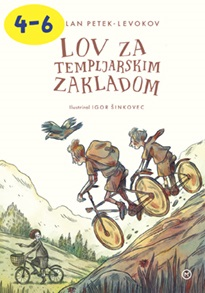 4-6
LAN PETEK-LEVOKOV
LOV ZA
TEMPLJARSKIM
ZAKLADOM
Ilustriral IGOR ŠINKOVEC